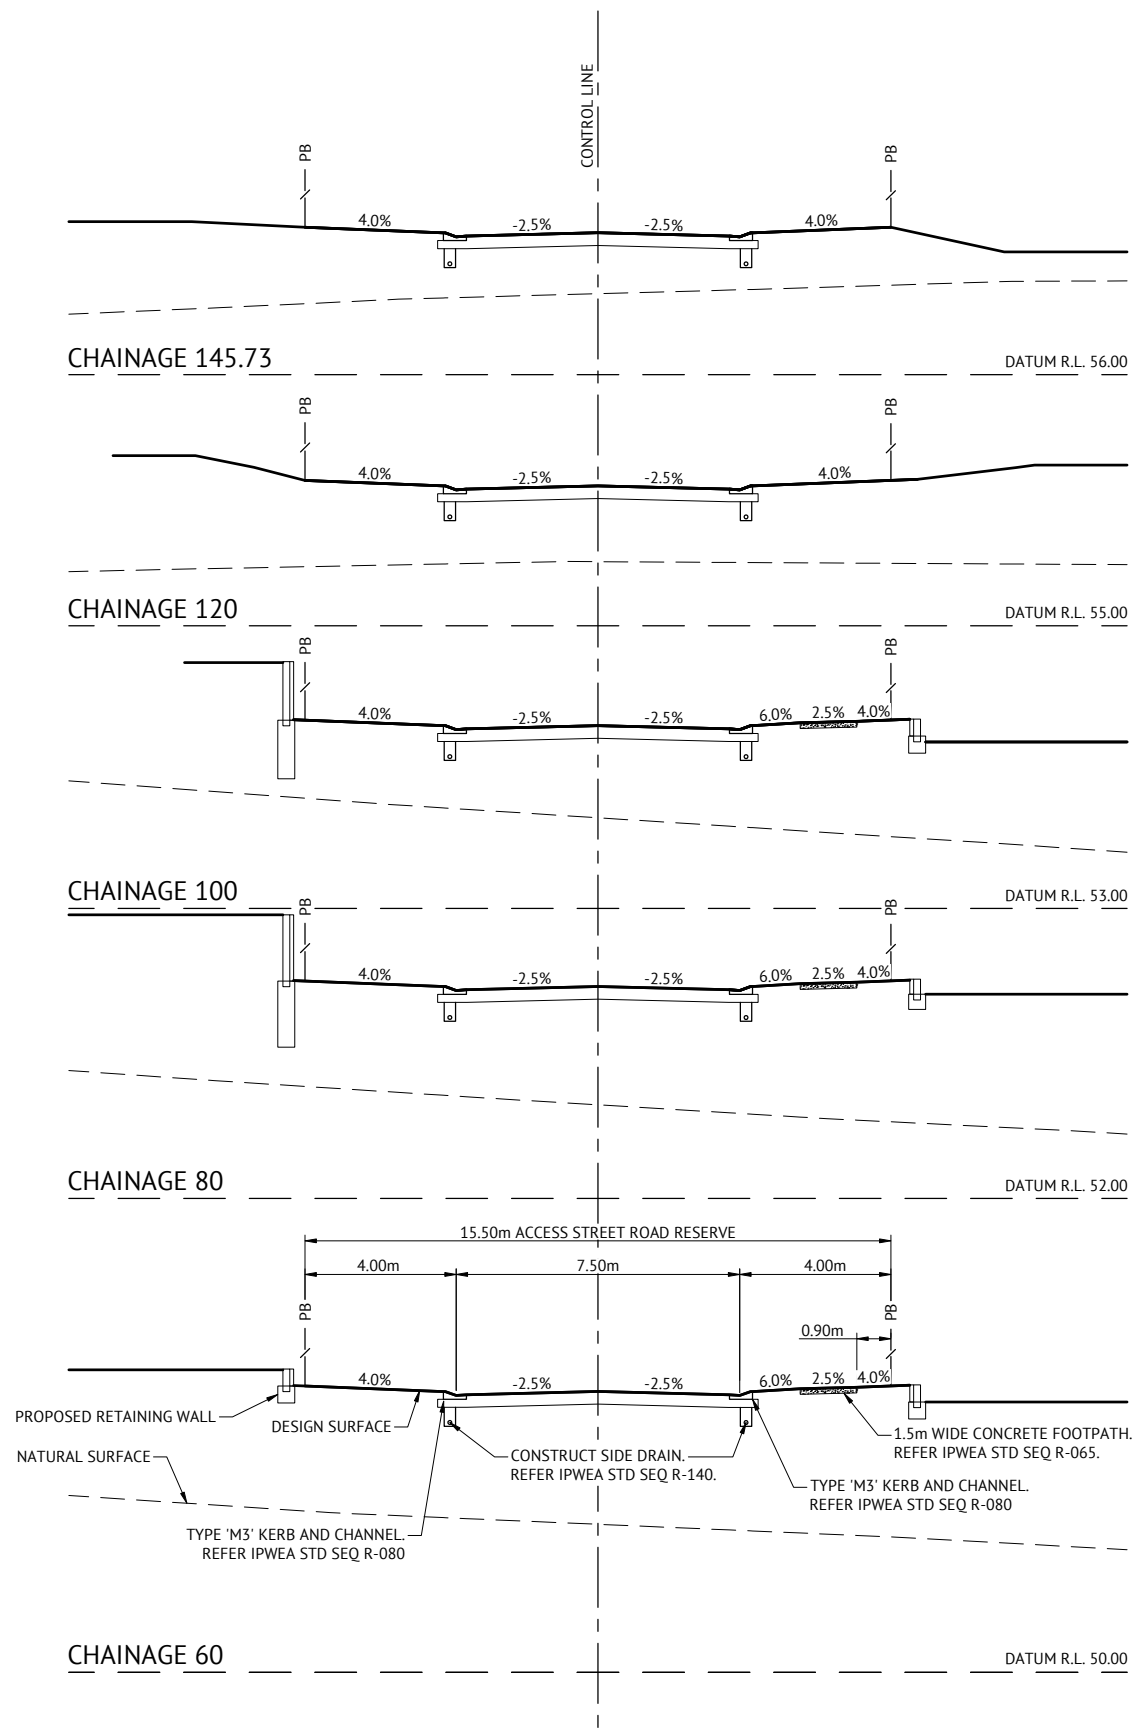 CONTROL LINE
PB
PB
4.0%
-2.5%
-2.5%
4.0%
CHAINAGE 145.73
DATUM R.L. 56.00
PB
PB
4.0%
-2.5%
-2.5%
4.0%
CHAINAGE 120
DATUM R.L. 55.00
PB
PB
4.0%
-2.5%
-2.5%
6.0%
2.5%
4.0%
CHAINAGE 100
DATUM R.L. 53.00
PB
PB
4.0%
-2.5%
-2.5%
6.0%
2.5%
4.0%
CHAINAGE 80
DATUM R.L. 52.00
15.50m ACCESS STREET ROAD RESERVE
4.00m
7.50m
4.00m
PB
PB
0.90m
4.0%
-2.5%
-2.5%
6.0%
2.5%
4.0%
PROPOSED RETAINING WALL
DESIGN SURFACE
NATURAL SURFACE
CONSTRUCT SIDE DRAIN.
REFER IPWEA STD SEQ R-140.
1.5m WIDE CONCRETE FOOTPATH.
REFER IPWEA STD SEQ R-065.
TYPE 'M3' KERB AND CHANNEL.
REFER IPWEA STD SEQ R-080
TYPE 'M3' KERB AND CHANNEL.
REFER IPWEA STD SEQ R-080
CHAINAGE 60
DATUM R.L. 50.00